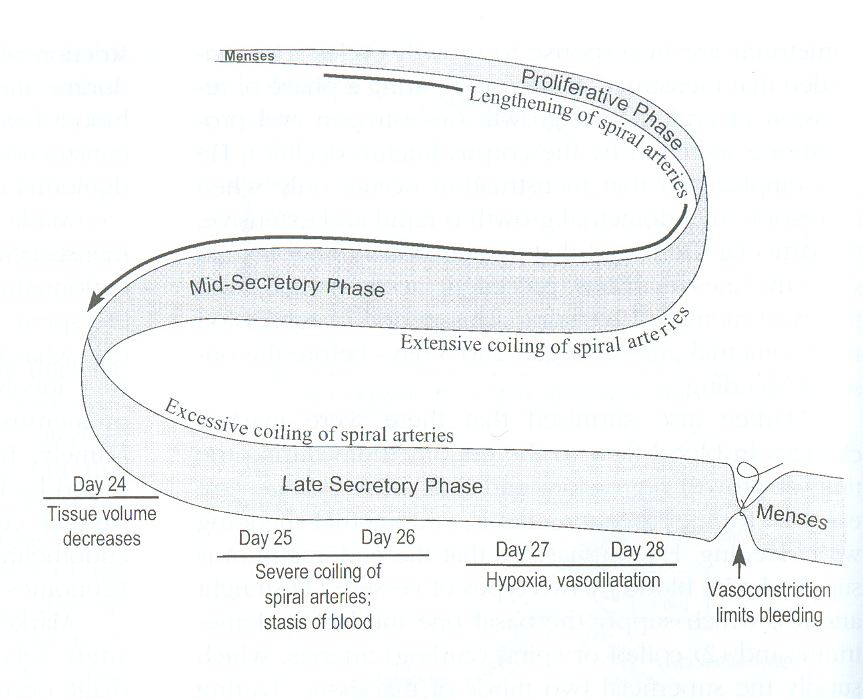 Menses
Proliferative Phase
Lengthening of spiral arteries
Mid-Secretory Phase
Extensive coiling of spiral arteries
Excessive coiling of spiral arteries
Late Secretory Phase
Menses
Day 24
Tissue volume
decreases
Day 25 Day 26
Severe coiling of
spiral arteries;
stasis of blood
Day 27 Day 28
Hypoxia, vasodilatation
Vasoconstriction
limits bleeding